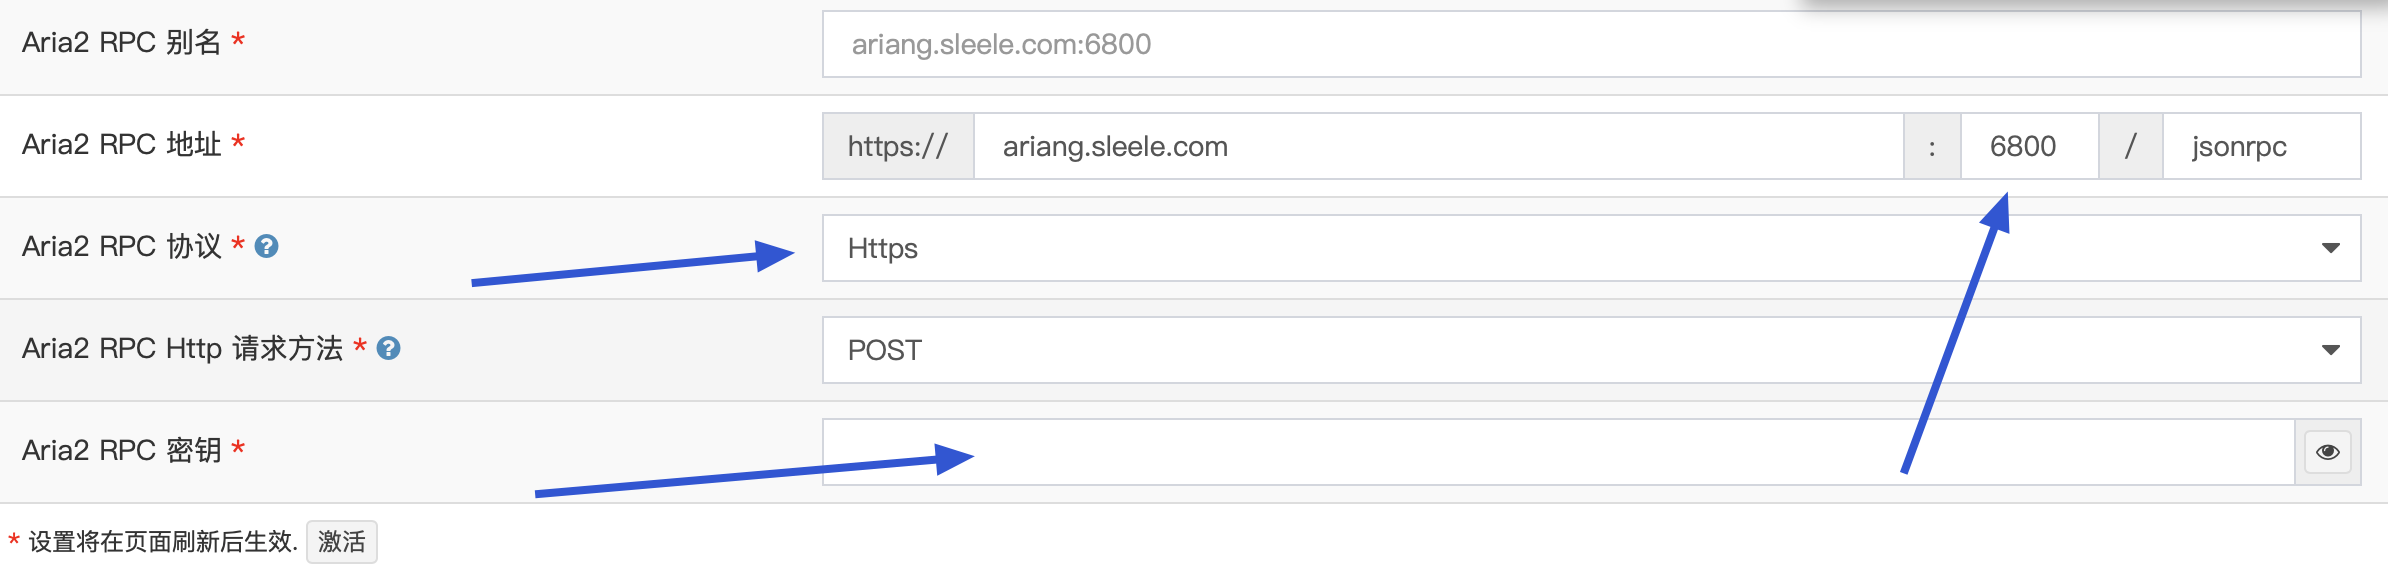 Aria2 RPC 别名 * ariang.sleele.com:6800
Aria2 RPC 地址 * https:// ariang.sleele.com : 6800 / jsonrpc
Aria2 RPC 协议 * ? Https
Aria2 RPC Http 请求方法 * ? POST
Aria2 RPC 密钥 *
* 设置将在页面刷新后生效. 激活